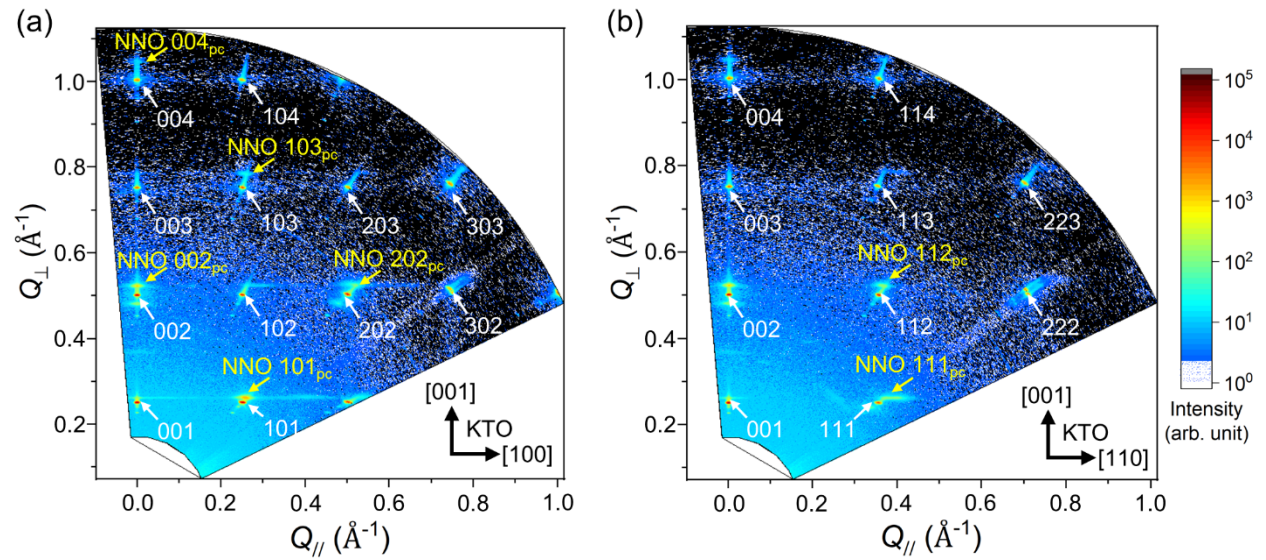 (a)
NNO 004pc
004
104
NNO 103pc
003
103
203
303
NNO 002pc
NNO 202pc
002
102
202
302
NNO 101pc
001
101
[001]
KTO
[100]
1.0
0.8
0.6
0.4
0.2
Q⊥ (Å-1)
0.0 0.2 0.4 0.6 0.8 1.0
Q// (Å-1)
(b)
004
114
003
113
223
NNO 112pc
002
112
222
NNO 111pc
001
111
[001]
KTO
[110]
1.0
0.8
0.6
0.4
0.2
Q⊥ (Å-1)
0.0 0.2 0.4 0.6 0.8 1.0
Q// (Å-1)
10^5
10^4
10^3
10^2
10^1
10^0
Intensity
(arb. unit)